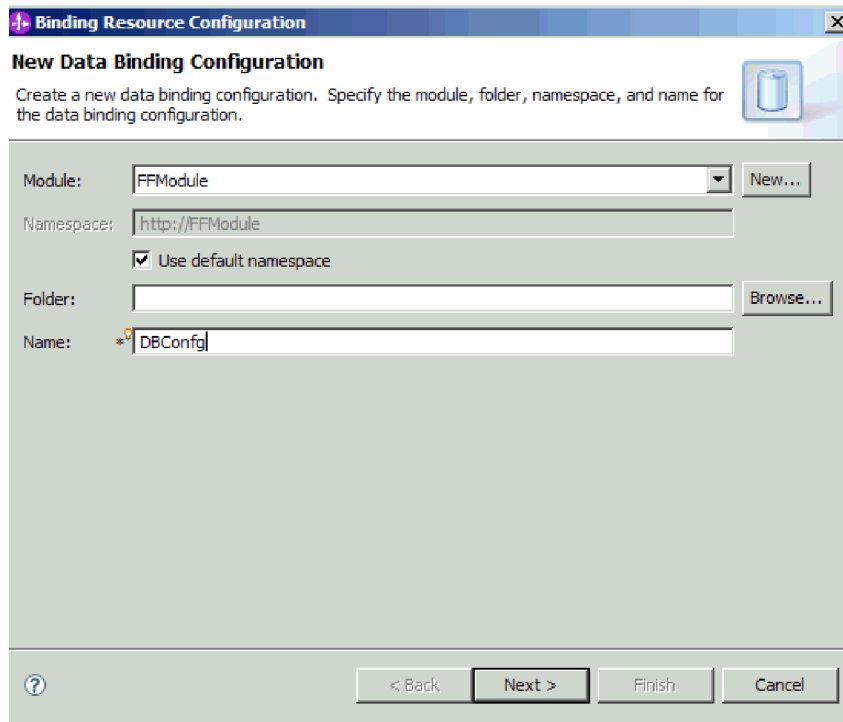 Binding Resource Configuration
New Data Binding Configuration
Create a new data binding configuration. Specify the module, folder, namespace, and name for
the data binding configuration.
Module: FFModule New...
Namespace: http://FFModule
Use default namespace
Folder: Browse...
Name: * DBConfg
? < Back Next > Finish Cancel